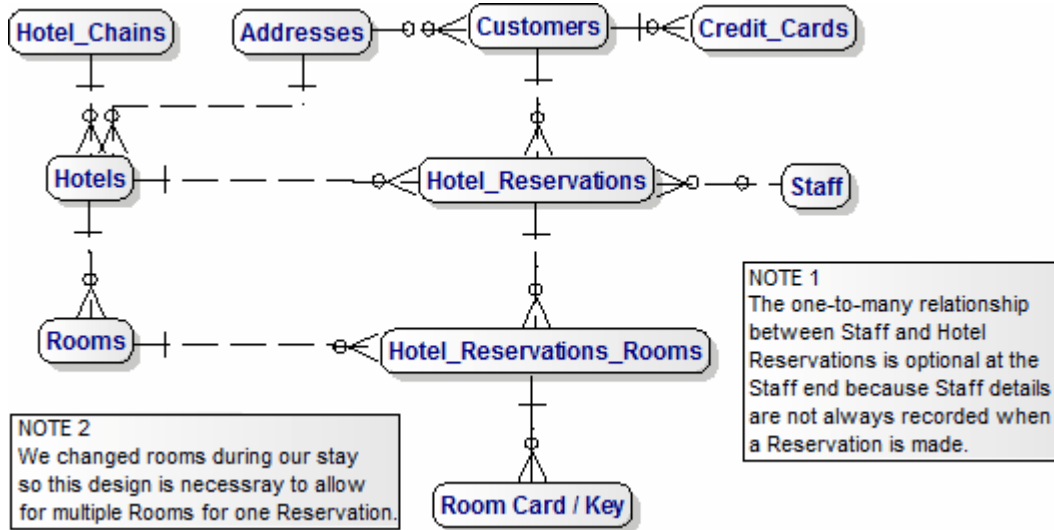 Hotel_Chains
Addresses
Customers
Credit_Cards
Hotels
Hotel_Reservations
Staff
Rooms
Hotel_Reservations_Rooms
NOTE 1
The one-to-many relationship
between Staff and Hotel
Reservations is optional at the
Staff end because Staff details
are not always recorded when
a Reservation is made.
NOTE 2
We changed rooms during our stay
so this design is necessray to allow
for multiple Rooms for one Reservation.
Room Card / Key